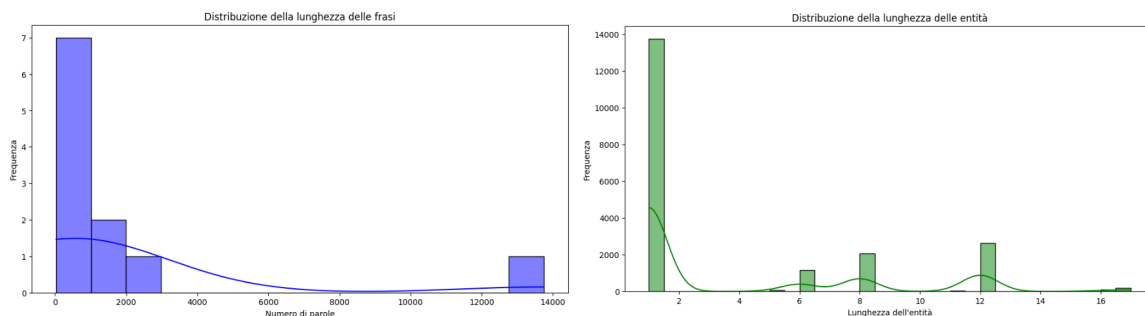 Distribuzione della lunghezza delle frasi
7
6
5
4
3
2
1
0
Frequenza
0 2000 4000 6000 8000 10000 12000 14000
Numero di parole
Distribuzione della lunghezza delle entità
14000
12000
10000
8000
6000
4000
2000
0
Frequenza
2 4 6 8 10 12 14 16
Lunghezza dell'entità